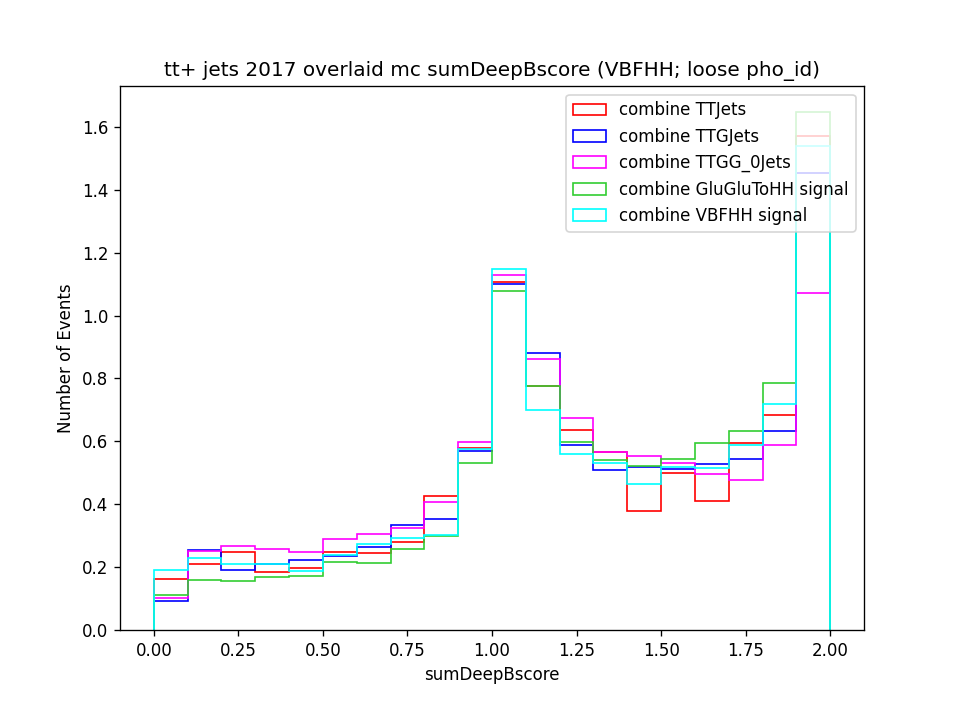 tt+ jets 2017 overlaid mc sumDeepBscore (VBFHH; loose pho_id)
combine TTJets
combine TTGJets
combine TTGG_0Jets
combine GluGluToHH signal
combine VBFHH signal
Number of Events
1.6
1.4
1.2
1.0
0.8
0.6
0.4
0.2
0.0
0.00 0.25 0.50 0.75 1.00 1.25 1.50 1.75 2.00
sumDeepBscore